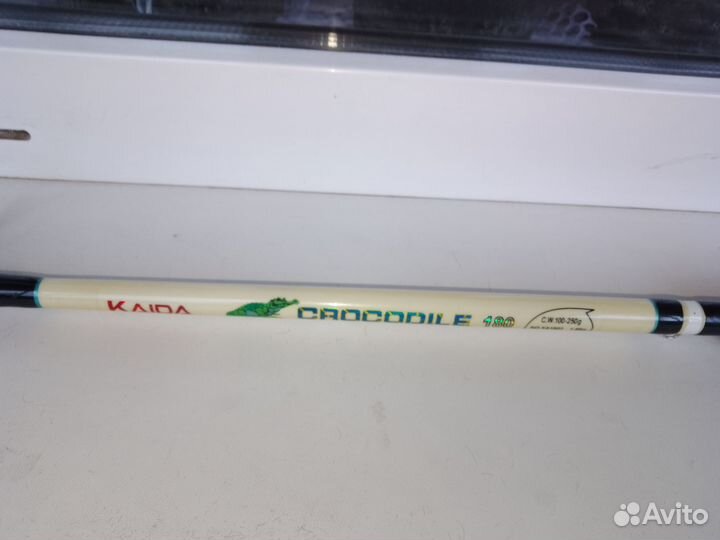 KAIDA CROCODILE 180
C.W.100-250g
Avito